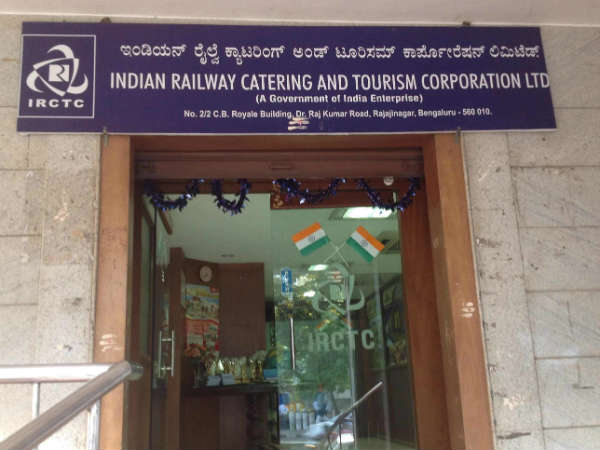 ಇಂಡಿಯನ್ ರೈಲ್ವೆ ಕ್ಯಾಟರಿಂಗ್ ಅಂಡ್ ಟೂರಿಸಮ್ ಕಾರ್ಪೋರೆಷನ್ ಲಿಮಿಟೆಡ್
INDIAN RAILWAY CATERING AND TOURISM CORPORATION LTD
IRCTC
(A Government of India Enterprise)
No. 2/2 C.B. Royale Building, Dr. Raj Kumar Road, Rajajinagar, Bengaluru - 560 010.
IRCTC